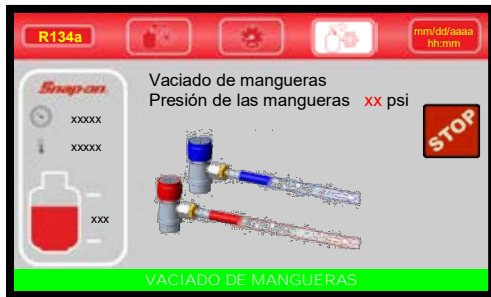 R134a
mm/dd/aaaa
hh:mm
Snap-on
xxxxx
xxxxx
xxx
Vaciado de mangueras
Presión de las mangueras xx psi
STOP
VACIADO DE MANGUERAS